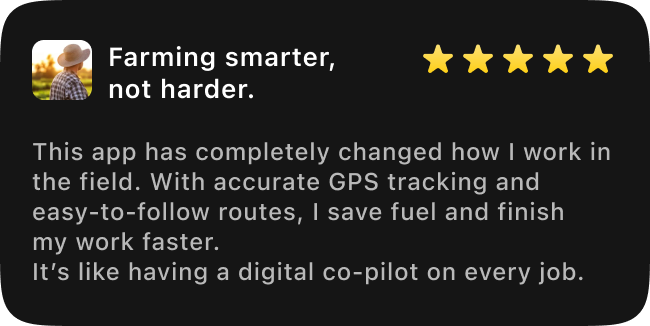 Farming smarter,
not harder.
This app has completely changed how I work in
the field. With accurate GPS tracking and
easy-to-follow routes, I save fuel and finish
my work faster.
It’s like having a digital co-pilot on every job.